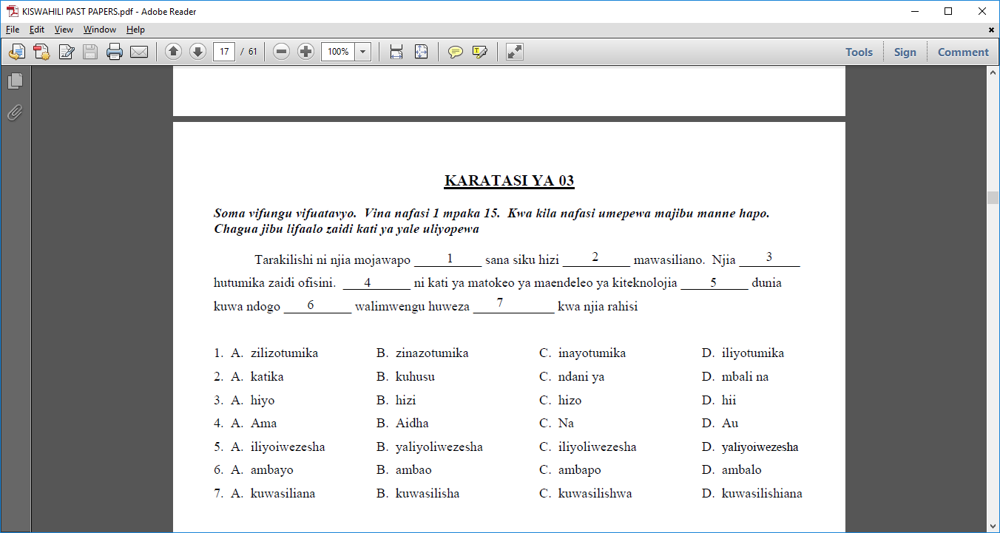 KISWAHILI PAST PAPERS.pdf - Adobe Reader
File Edit View Window Help
17 / 61 100% Tools Sign Comment
KARATASI YA 03
Soma vifungu vifuatavyo. Vina nafasi 1 mpaka 15. Kwa kila nafasi umepewa majibu manne hapo.
Chagua jibu lifaalo zaidi kati ya yale uliyopewa
Tarakilishi ni njia mojawapo ____1____ sana siku hizi ____2____ mawasiliano. Njia ____3____
hutumika zaidi ofisini. ____4____ ni kati ya matokeo ya maendeleo ya kiteknolojia ____5____ dunia
kuwa ndogo ____6____ walimwengu huweza ____7____ kwa njia rahisi
1. A. zilizotumika B. zinazotumika C. inayotumika D. iliyotumika
2. A. katika B. kuhusu C. ndani ya D. mbali na
3. A. hiyo B. hizi C. hizo D. hii
4. A. Ama B. Aidha C. Na D. Au
5. A. iliyoiwezesha B. yaliyoliwezesha C. iliyoliwezesha D. yaliyoiwezesha
6. A. ambayo B. ambao C. ambapo D. ambalo
7. A. kuwasiliana B. kuwasilisha C. kuwasilishwa D. kuwasilishiana